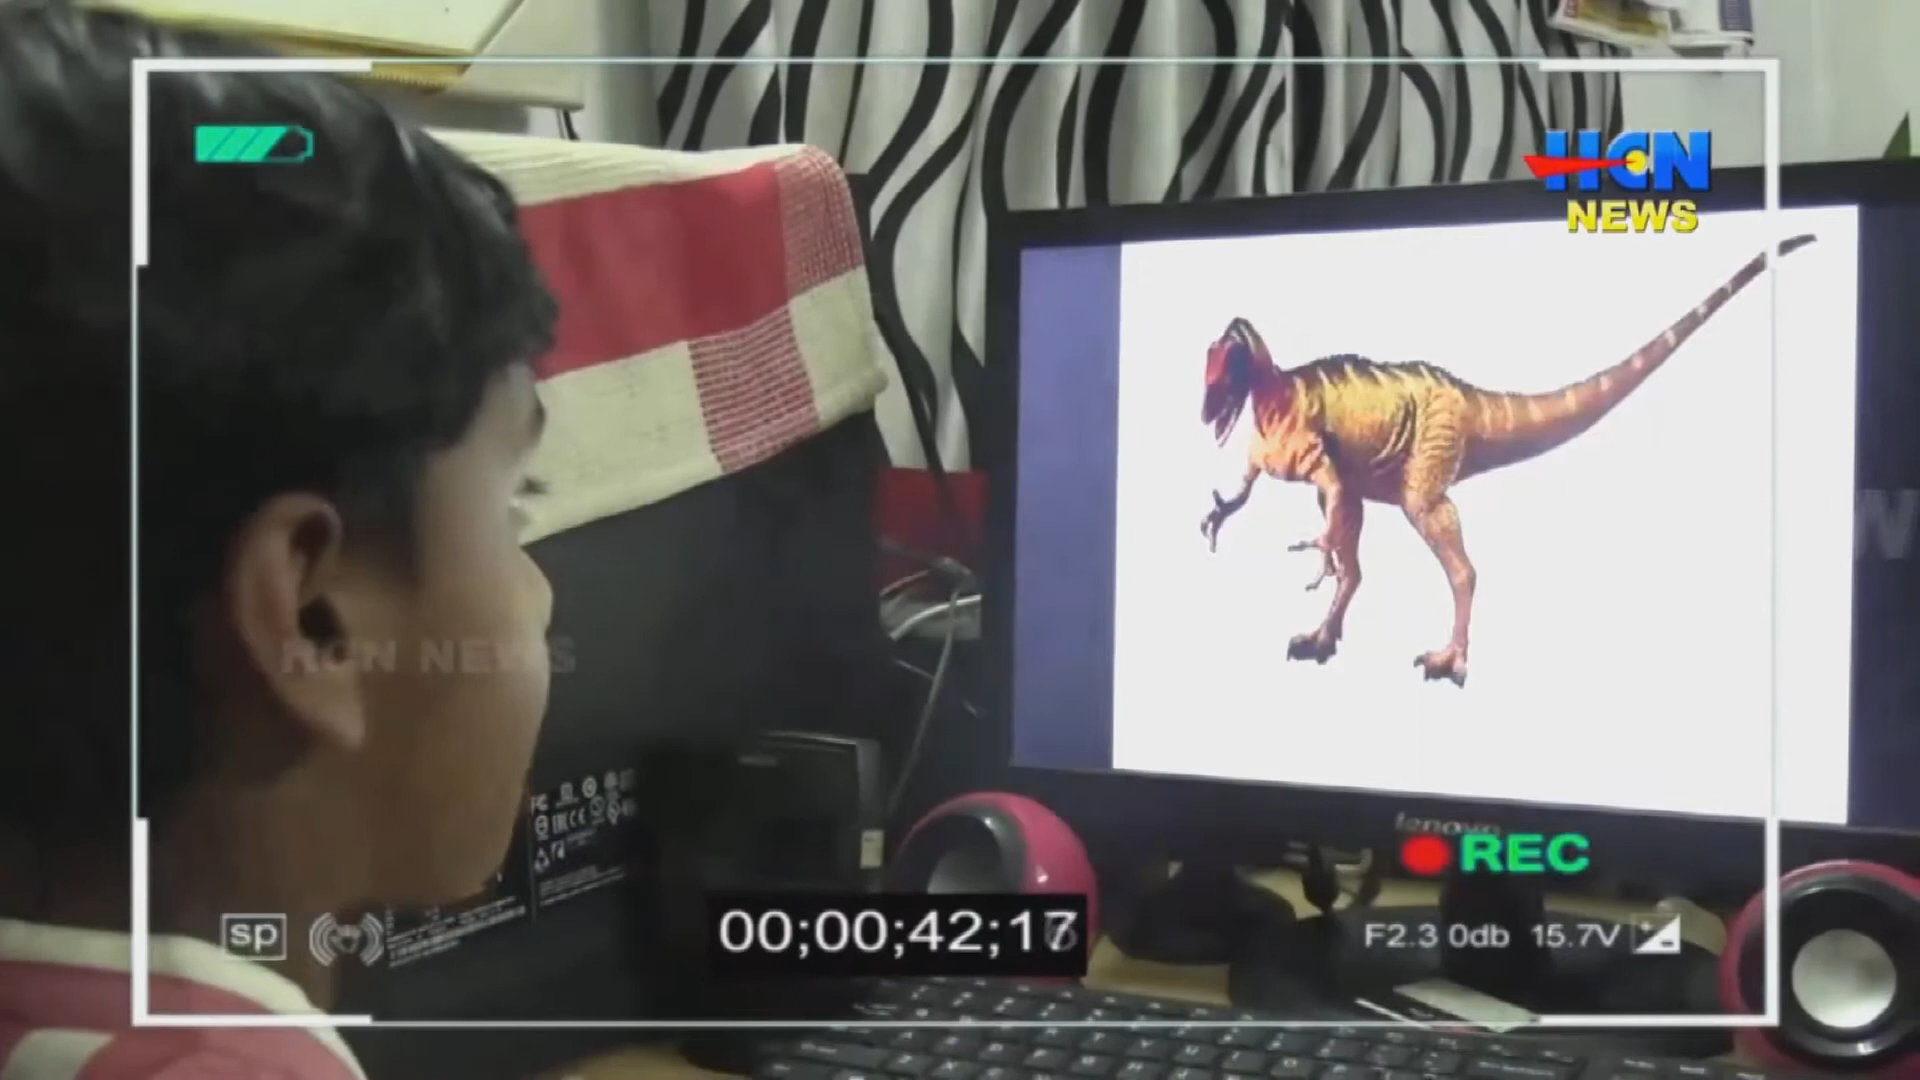 HCN
NEWS
HCN NEWS
lenovo
REC
sp
00;00;42;17
F2.3 0db 15.7V